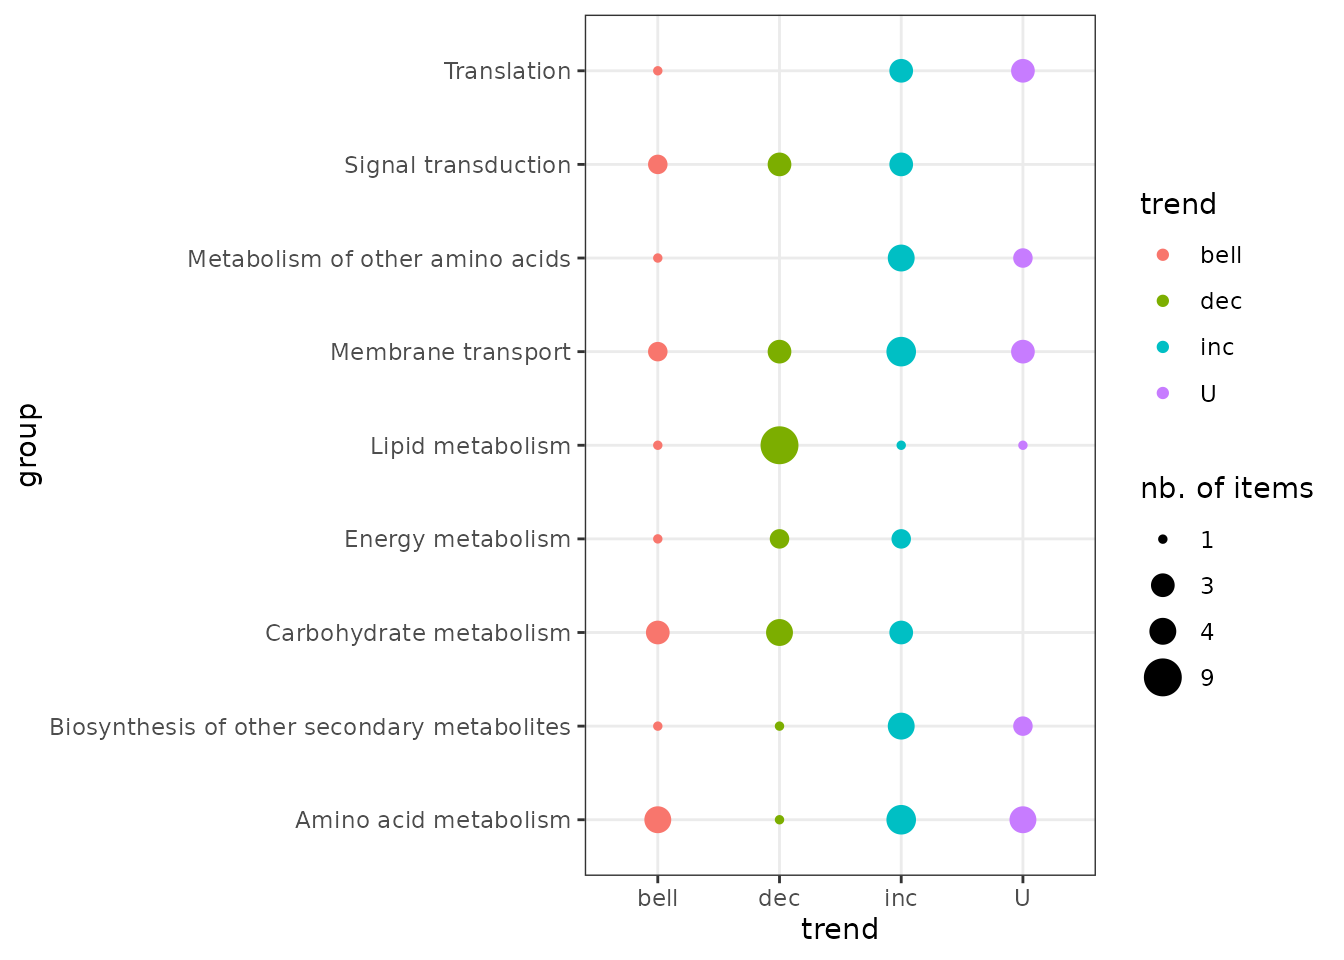 Translation
Signal transduction
Metabolism of other amino acids
Membrane transport
Lipid metabolism
Energy metabolism
Carbohydrate metabolism
Biosynthesis of other secondary metabolites
Amino acid metabolism
group
bell dec inc U
trend
trend
bell
dec
inc
U
nb. of items
1
3
4
9